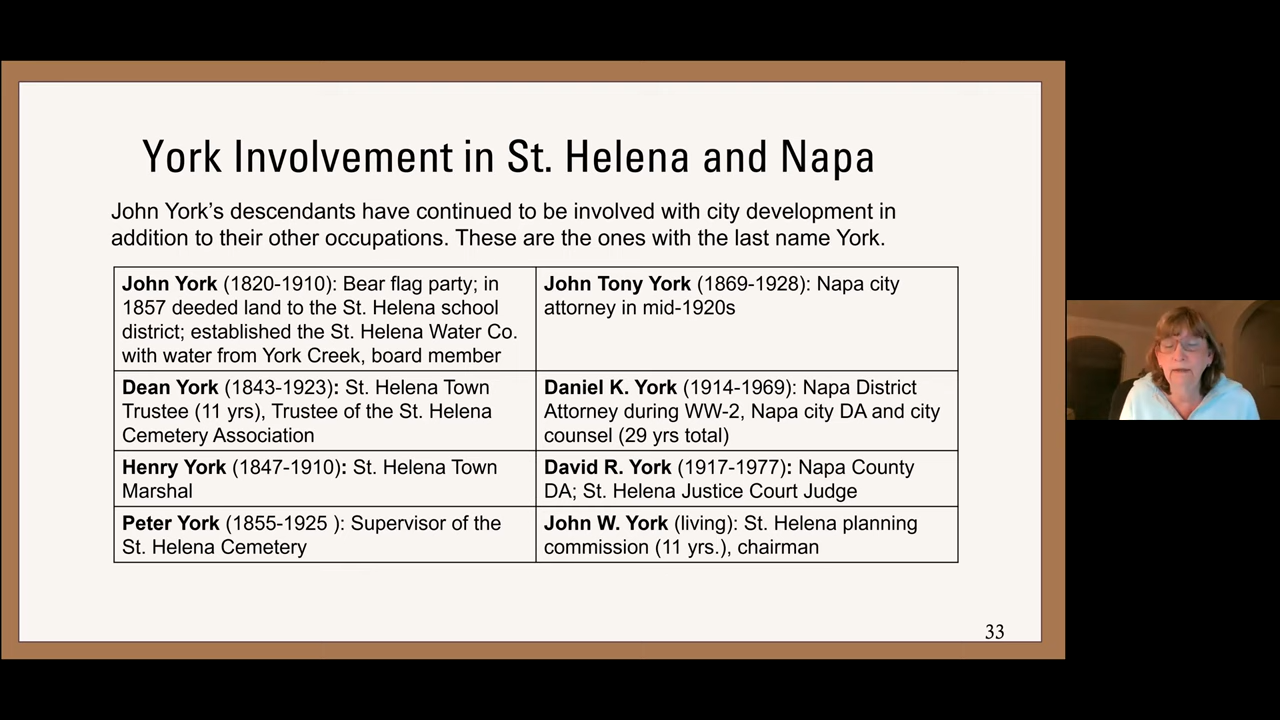 York Involvement in St. Helena and Napa
John York’s descendants have continued to be involved with city development in
addition to their other occupations. These are the ones with the last name York.
John York (1820-1910): Bear flag party; in
1857 deeded land to the St. Helena school
district; established the St. Helena Water Co.
with water from York Creek, board member
John Tony York (1869-1928): Napa city
attorney in mid-1920s
Dean York (1843-1923): St. Helena Town
Trustee (11 yrs), Trustee of the St. Helena
Cemetery Association
Daniel K. York (1914-1969): Napa District
Attorney during WW-2, Napa city DA and city
counsel (29 yrs total)
Henry York (1847-1910): St. Helena Town
Marshal
David R. York (1917-1977): Napa County
DA; St. Helena Justice Court Judge
Peter York (1855-1925 ): Supervisor of the
St. Helena Cemetery
John W. York (living): St. Helena planning
commission (11 yrs.), chairman
33